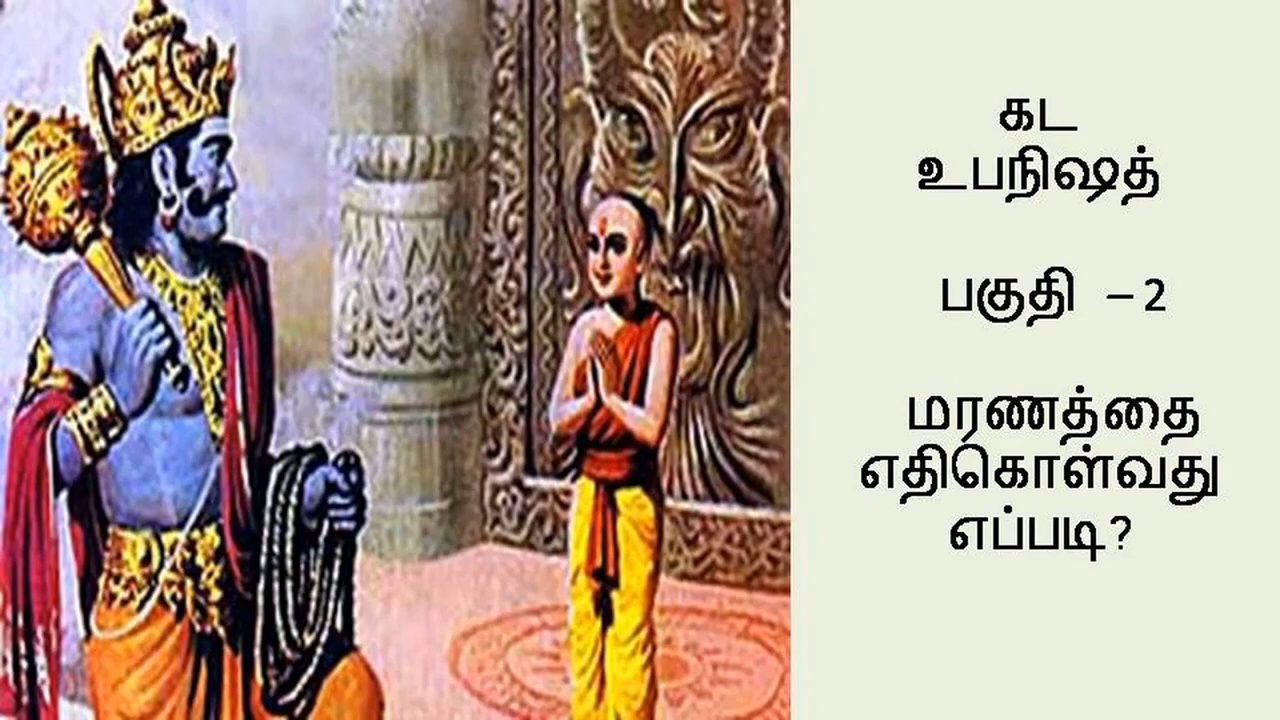 கட
உபநிஷத்
பகுதி – 2
மரணத்தை
எதிகொள்வது
எப்படி?